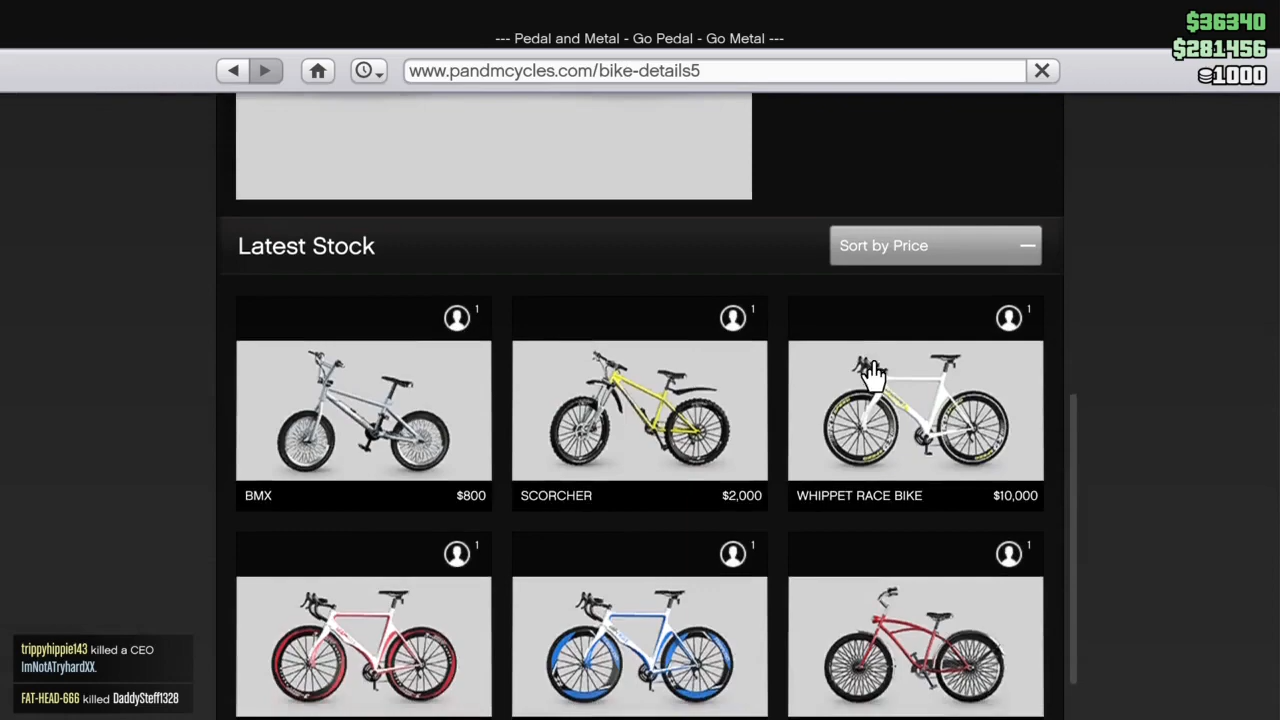 --- Pedal and Metal - Go Pedal - Go Metal ---
$36340
$281456
1000
www.pandmcycles.com/bike-details5
Latest Stock
Sort by Price
1
1
1
BMX
$800
SCORCHER
$2,000
WHIPPET RACE BIKE
$10,000
1
1
1
trippyhippie143 killed a CEO
ImNotATryhardXX.
FAT-HEAD-666 killed DaddySteff1328